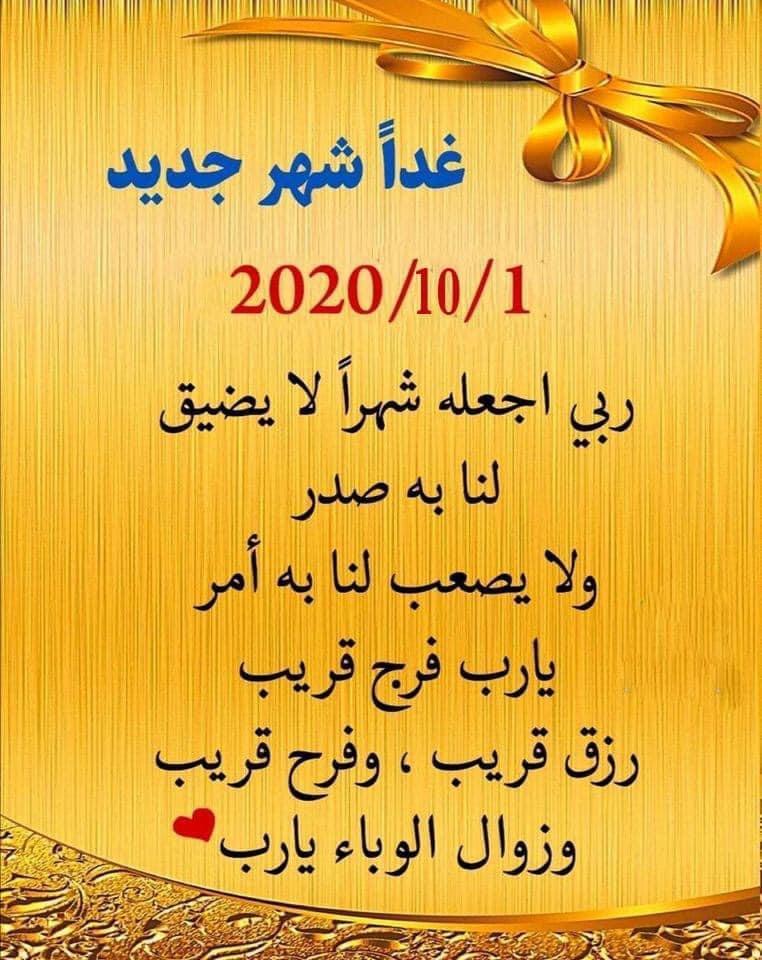 غداً شهر جديد
2020/10/1
ربي اجعله شهراً لا يضيق
لنا به صدر
ولا يصعب لنا به أمر
يارب فرج قريب
رزق قريب ، وفرح قريب
وزوال الوباء يارب